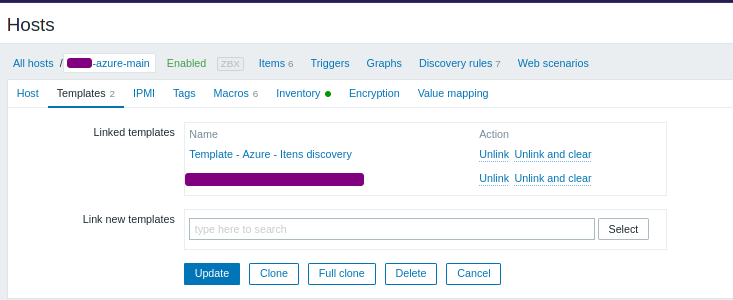 Hosts
All hosts / -azure-main Enabled ZBX Items 6 Triggers Graphs Discovery rules 7 Web scenarios
Host Templates 2 IPMI Tags Macros 6 Inventory Encryption Value mapping
Linked templates Name Action
Template - Azure - Itens discovery Unlink Unlink and clear
Unlink Unlink and clear
Link new templates
type here to search Select
Update Clone Full clone Delete Cancel